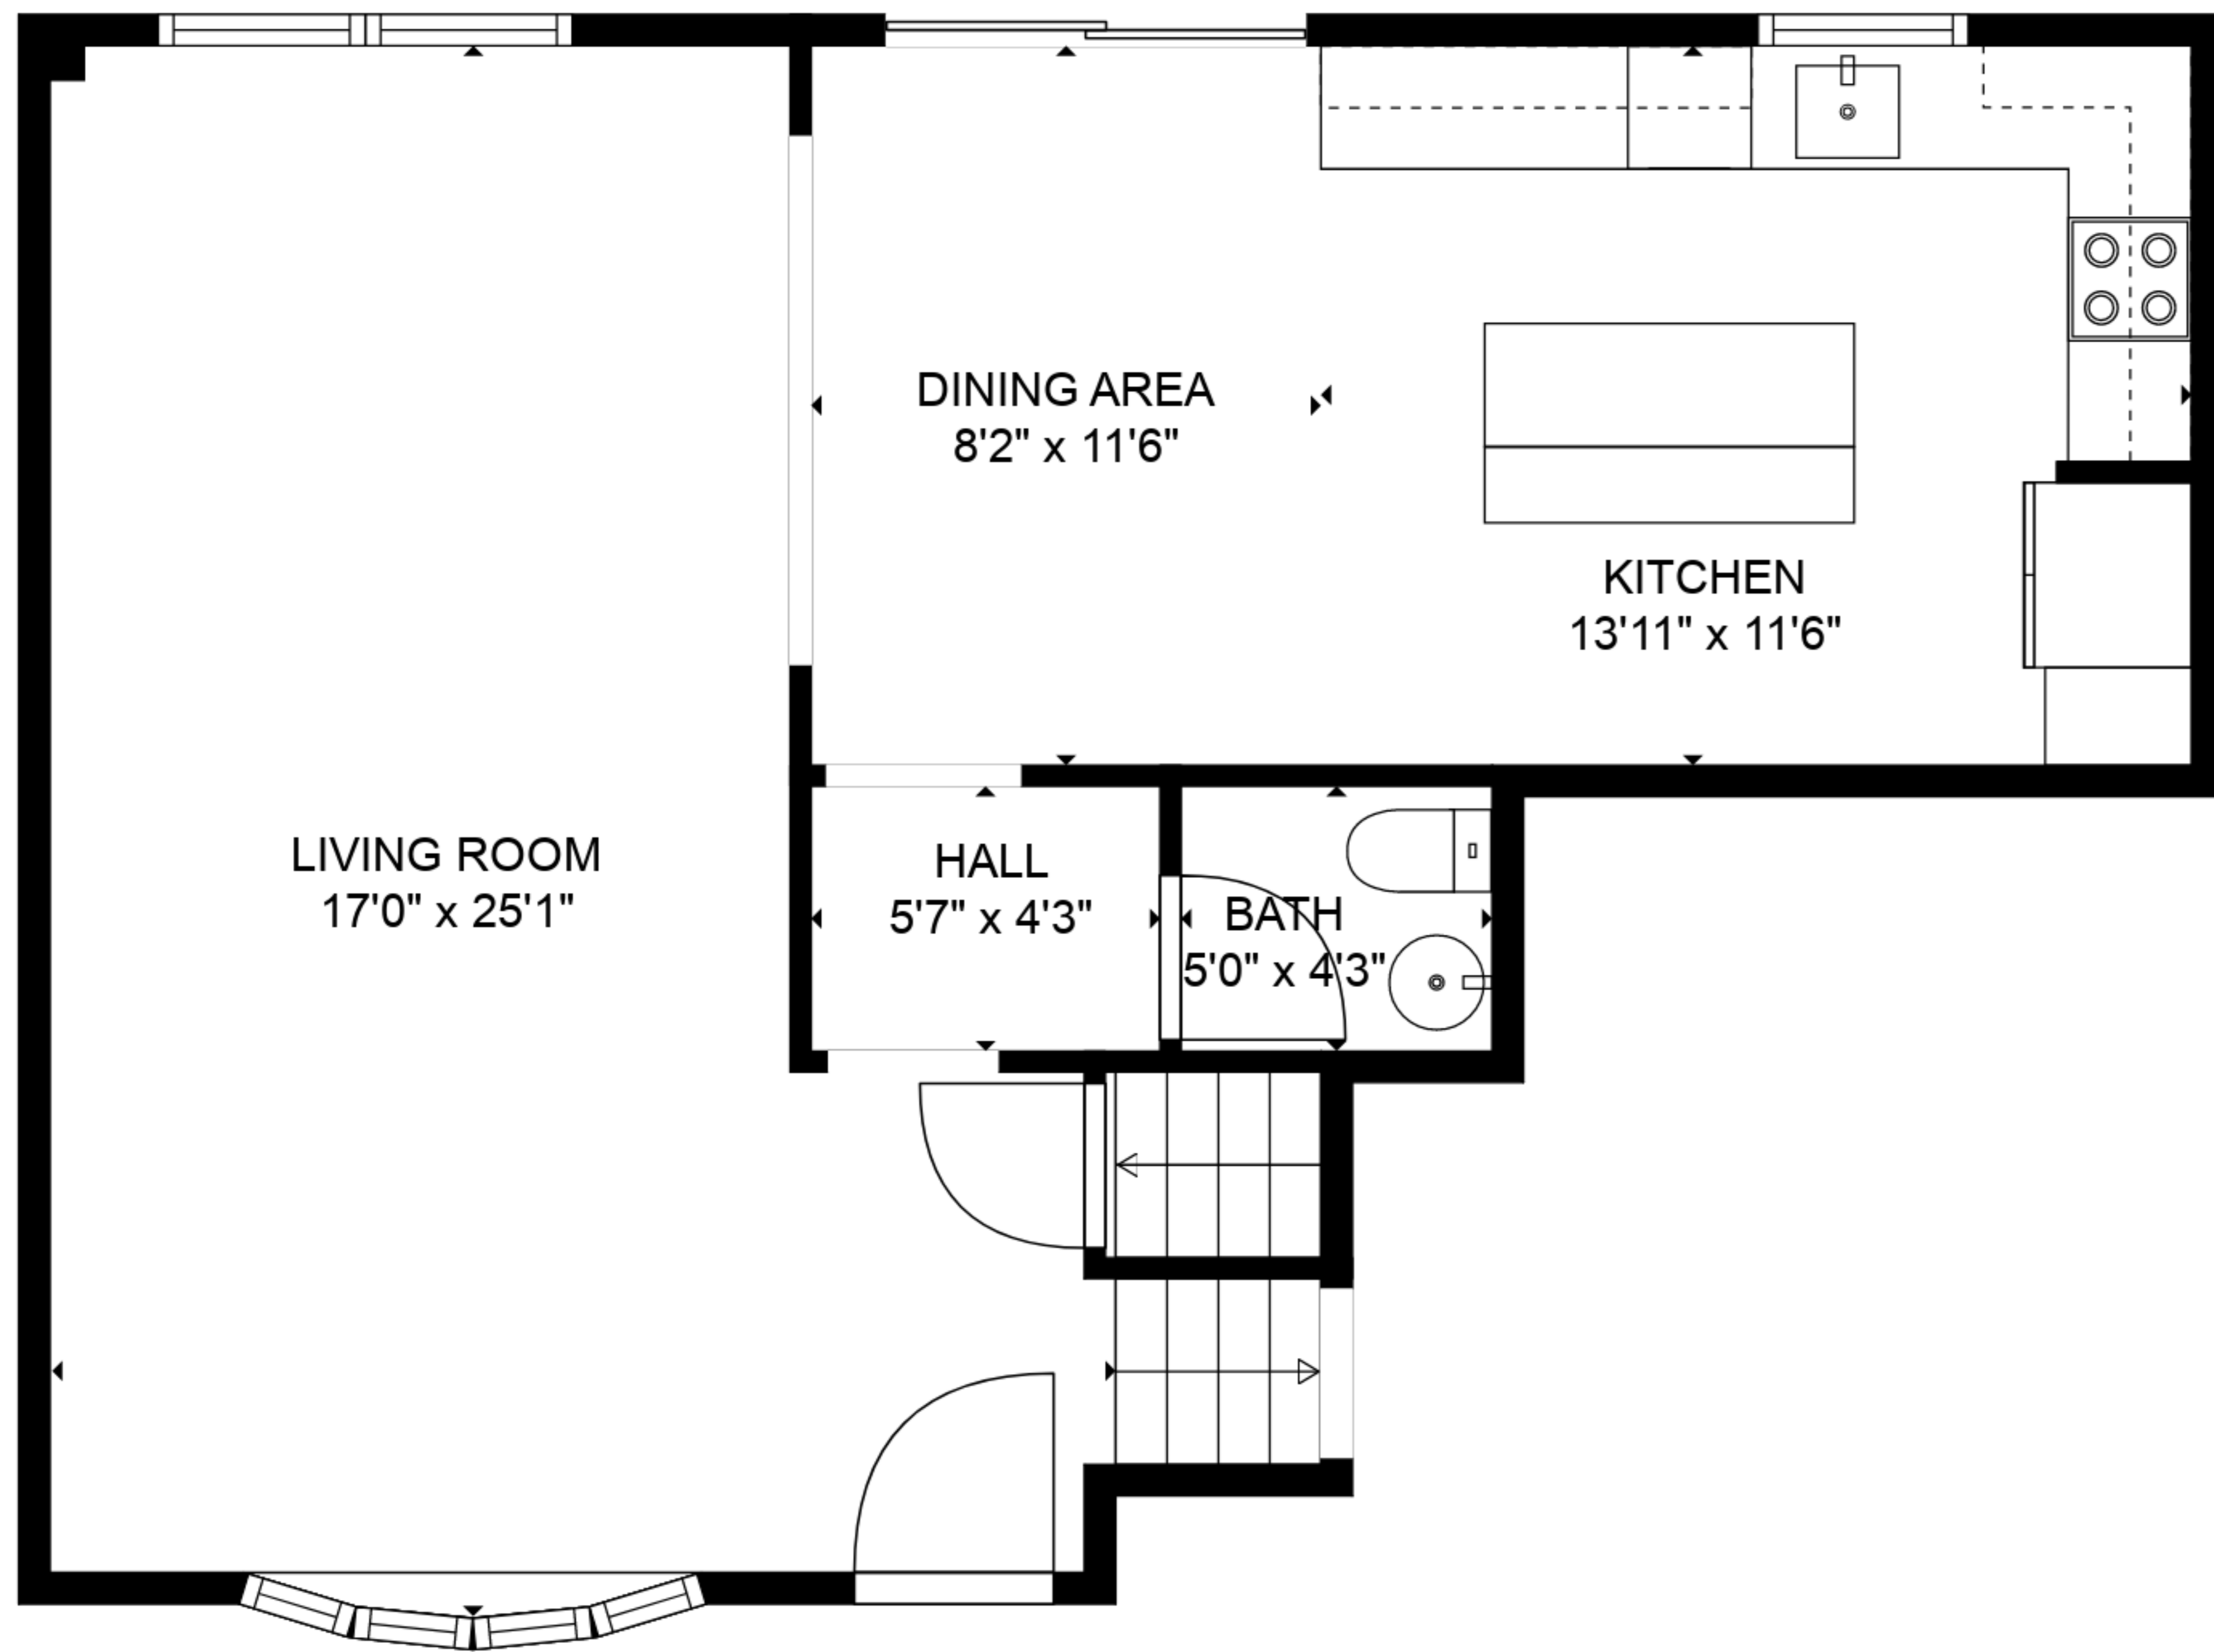 DINING AREA
8'2" x 11'6"
KITCHEN
13'11" x 11'6"
LIVING ROOM
17'0" x 25'1"
HALL
5'7" x 4'3"
BATH
5'0" x 4'3"